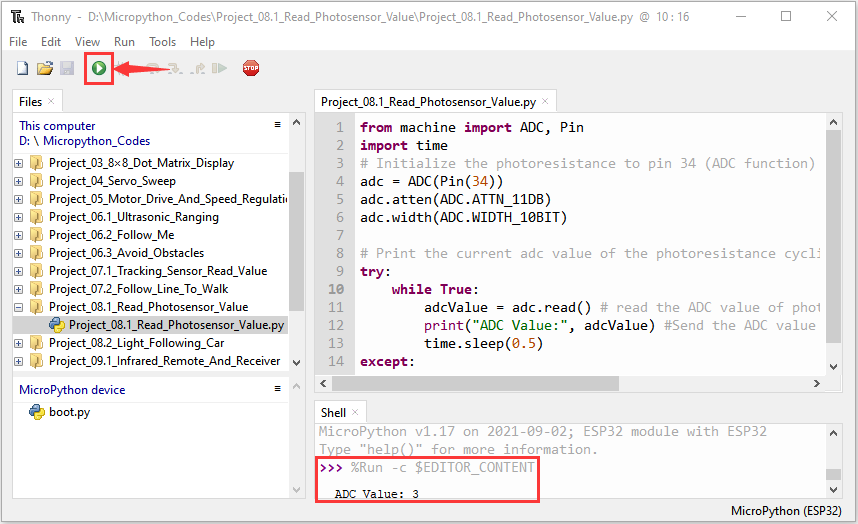 Thonny - D:\Micropython_Codes\Project_08.1_Read_Photosensor_Value\Project_08.1_Read_Photosensor_Value.py @ 10 : 16
File Edit View Run Tools Help
STOP
Files
This computer
D: \ Micropython_Codes
Project_03_8×8_Dot_Matrix_Display
Project_04_Servo_Sweep
Project_05_Motor_Drive_And_Speed_Regulatio
Project_06.1_Ultrasonic_Ranging
Project_06.2_Follow_Me
Project_06.3_Avoid_Obstacles
Project_07.1_Tracking_Sensor_Read_Value
Project_07.2_Follow_Line_To_Walk
Project_08.1_Read_Photosensor_Value
Project_08.1_Read_Photosensor_Value.py
Project_08.2_Light_Following_Car
Project_09.1_Infrared_Remote_And_Receiver
MicroPython device
boot.py
Project_08.1_Read_Photosensor_Value.py
1 from machine import ADC, Pin
2 import time
3 # Initialize the photoresistance to pin 34 (ADC function)
4 adc = ADC(Pin(34))
5 adc.atten(ADC.ATTN_11DB)
6 adc.width(ADC.WIDTH_10BIT)
7
8 # Print the current adc value of the photoresistance cycli
9 try:
10 while True:
11 adcValue = adc.read() # read the ADC value of phot
12 print("ADC Value:", adcValue) #Send the ADC value
13 time.sleep(0.5)
14 except:
Shell
MicroPython v1.17 on 2021-09-02; ESP32 module with ESP32
Type "help()" for more information.
>>> %Run -c $EDITOR_CONTENT
ADC Value: 3
MicroPython (ESP32)